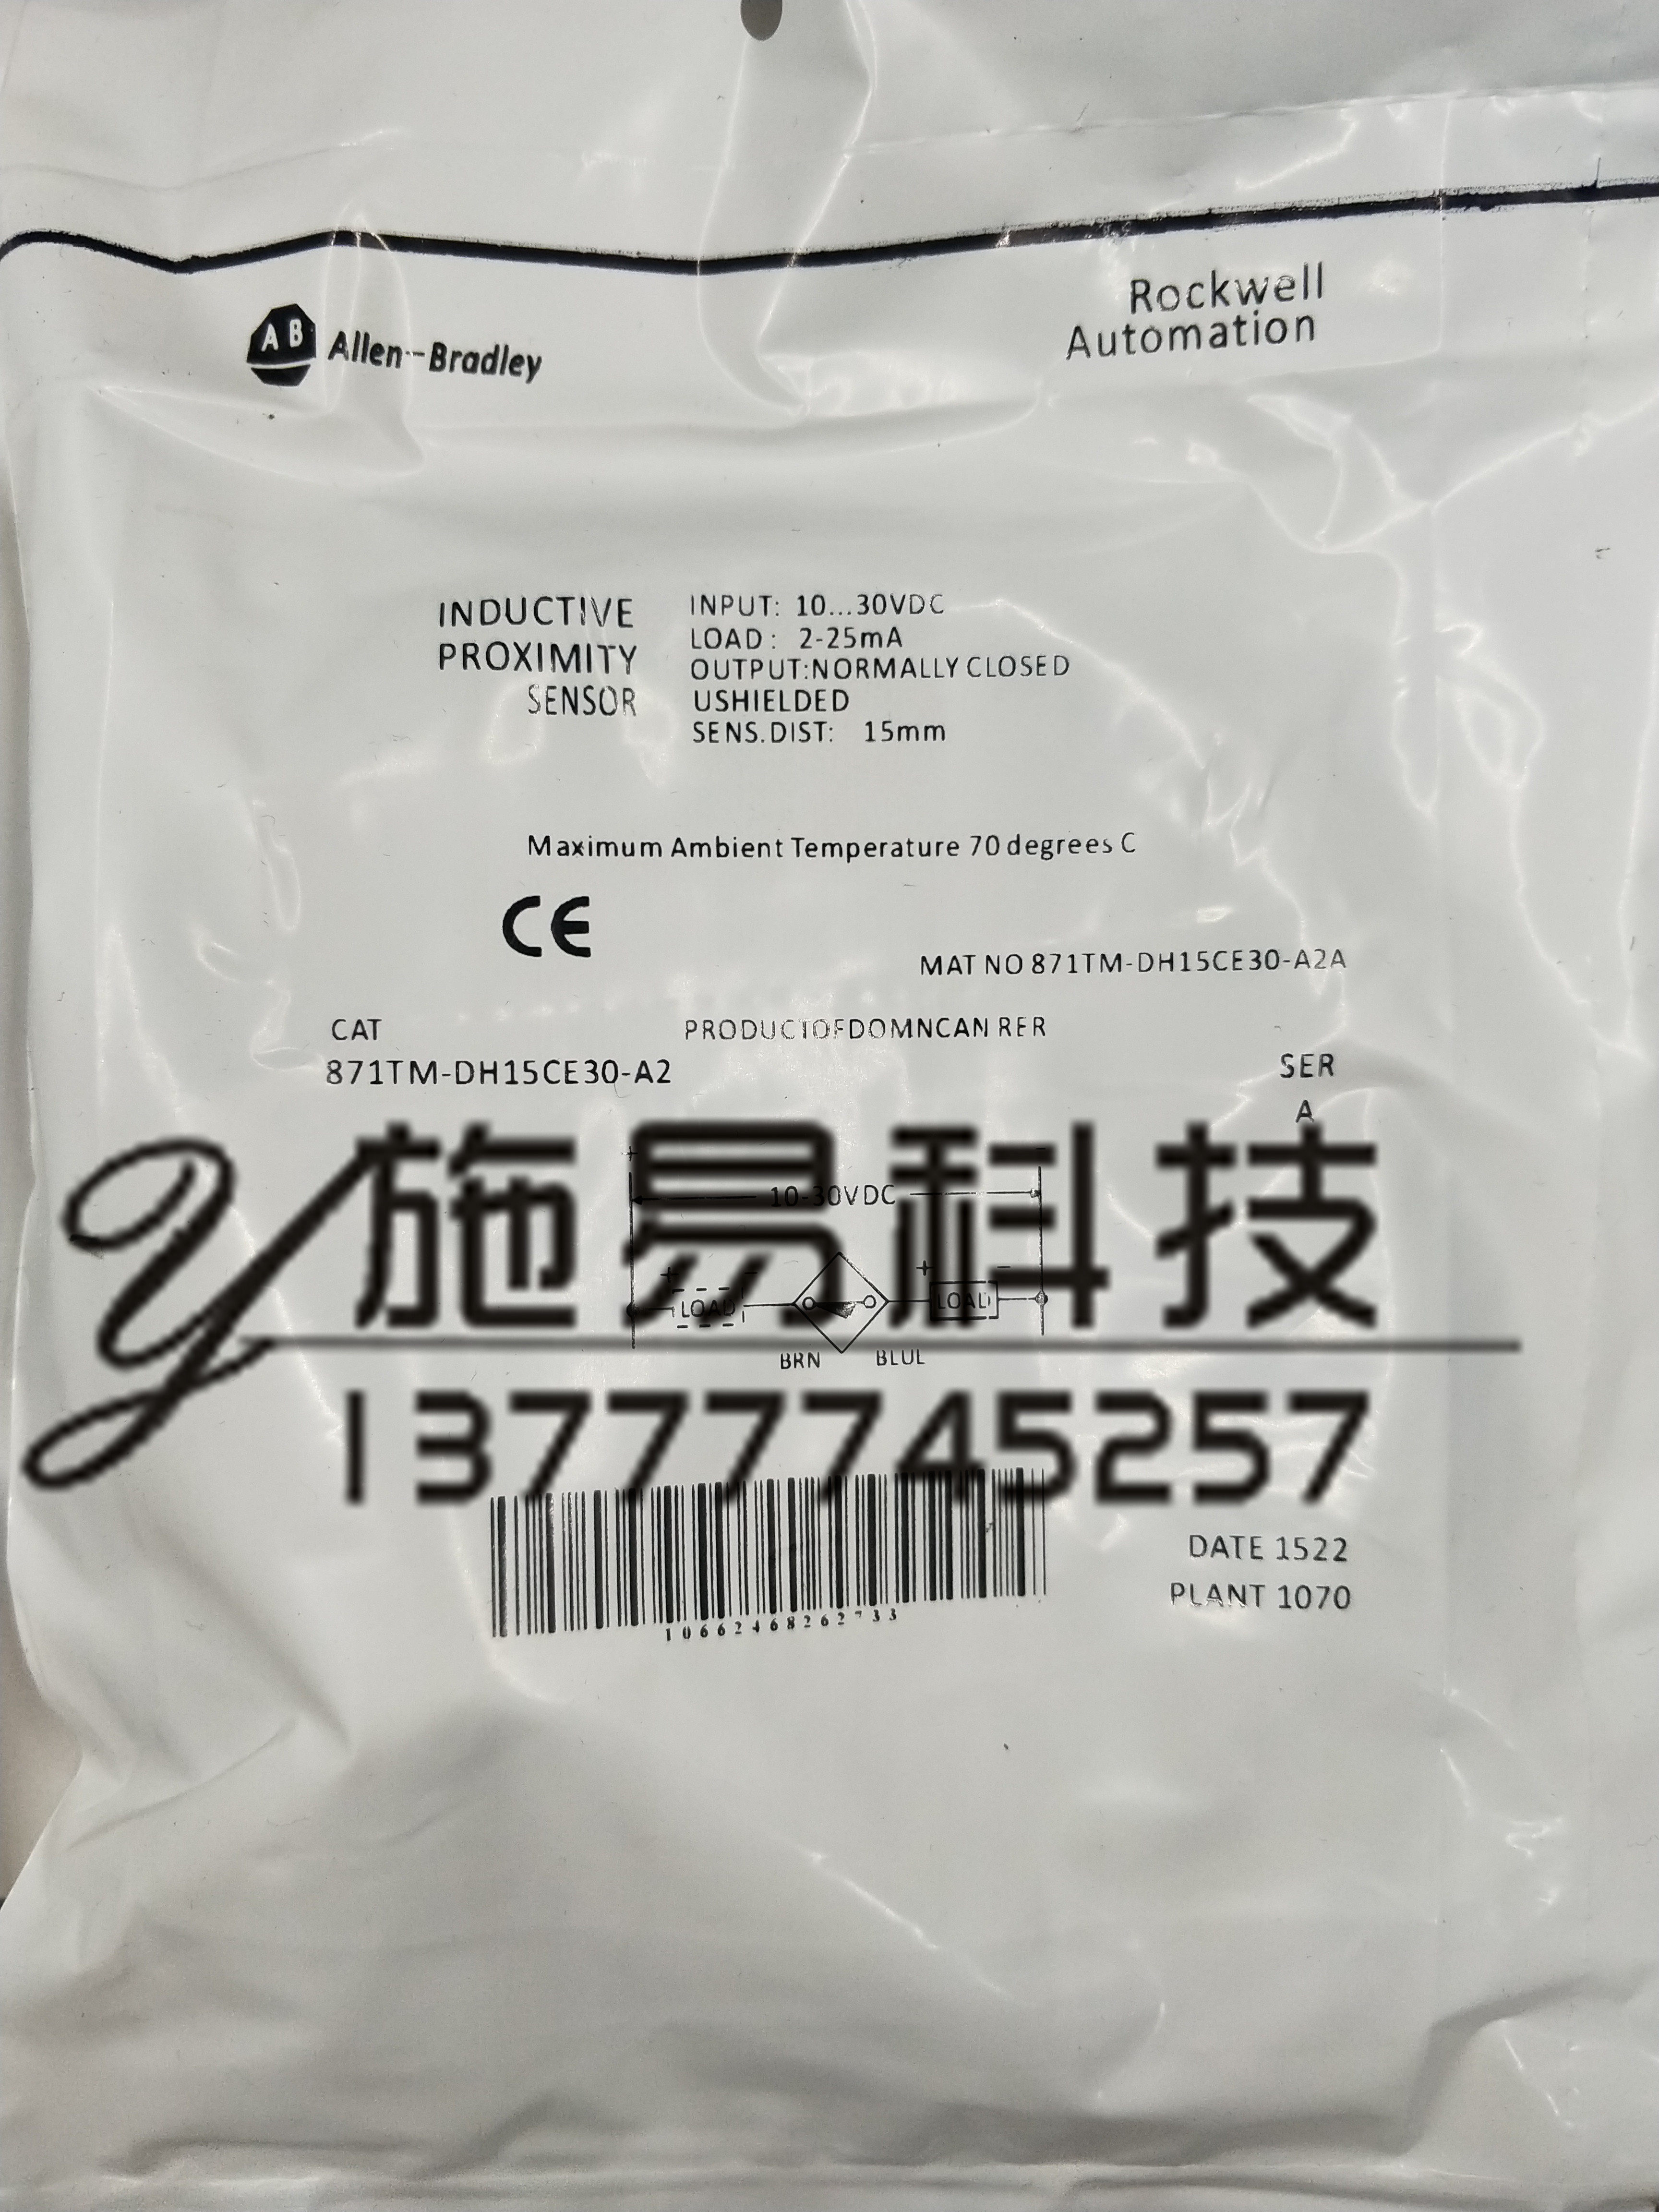 Rockwell
Automation
A B Allen-Bradley
INDUCTIVE
PROXIMITY
SENSOR
INPUT: 10...30VDC
LOAD : 2-25mA
OUTPUT:NORMALLY CLOSED
USHIELDED
SENS.DIST: 15mm
Maximum Ambient Temperature 70 degrees C
CE
MAT NO 871TM-DH15CE30-A2A
CAT
PRODUCTOFDOMNCAN RER
871TM-DH15CE30-A2
SER
A
施易科技
+
10-30VDC
+
+ -
LOAD
LOAD
BRN BLUE
13777745257
10662468262733
DATE 1522
PLANT 1070